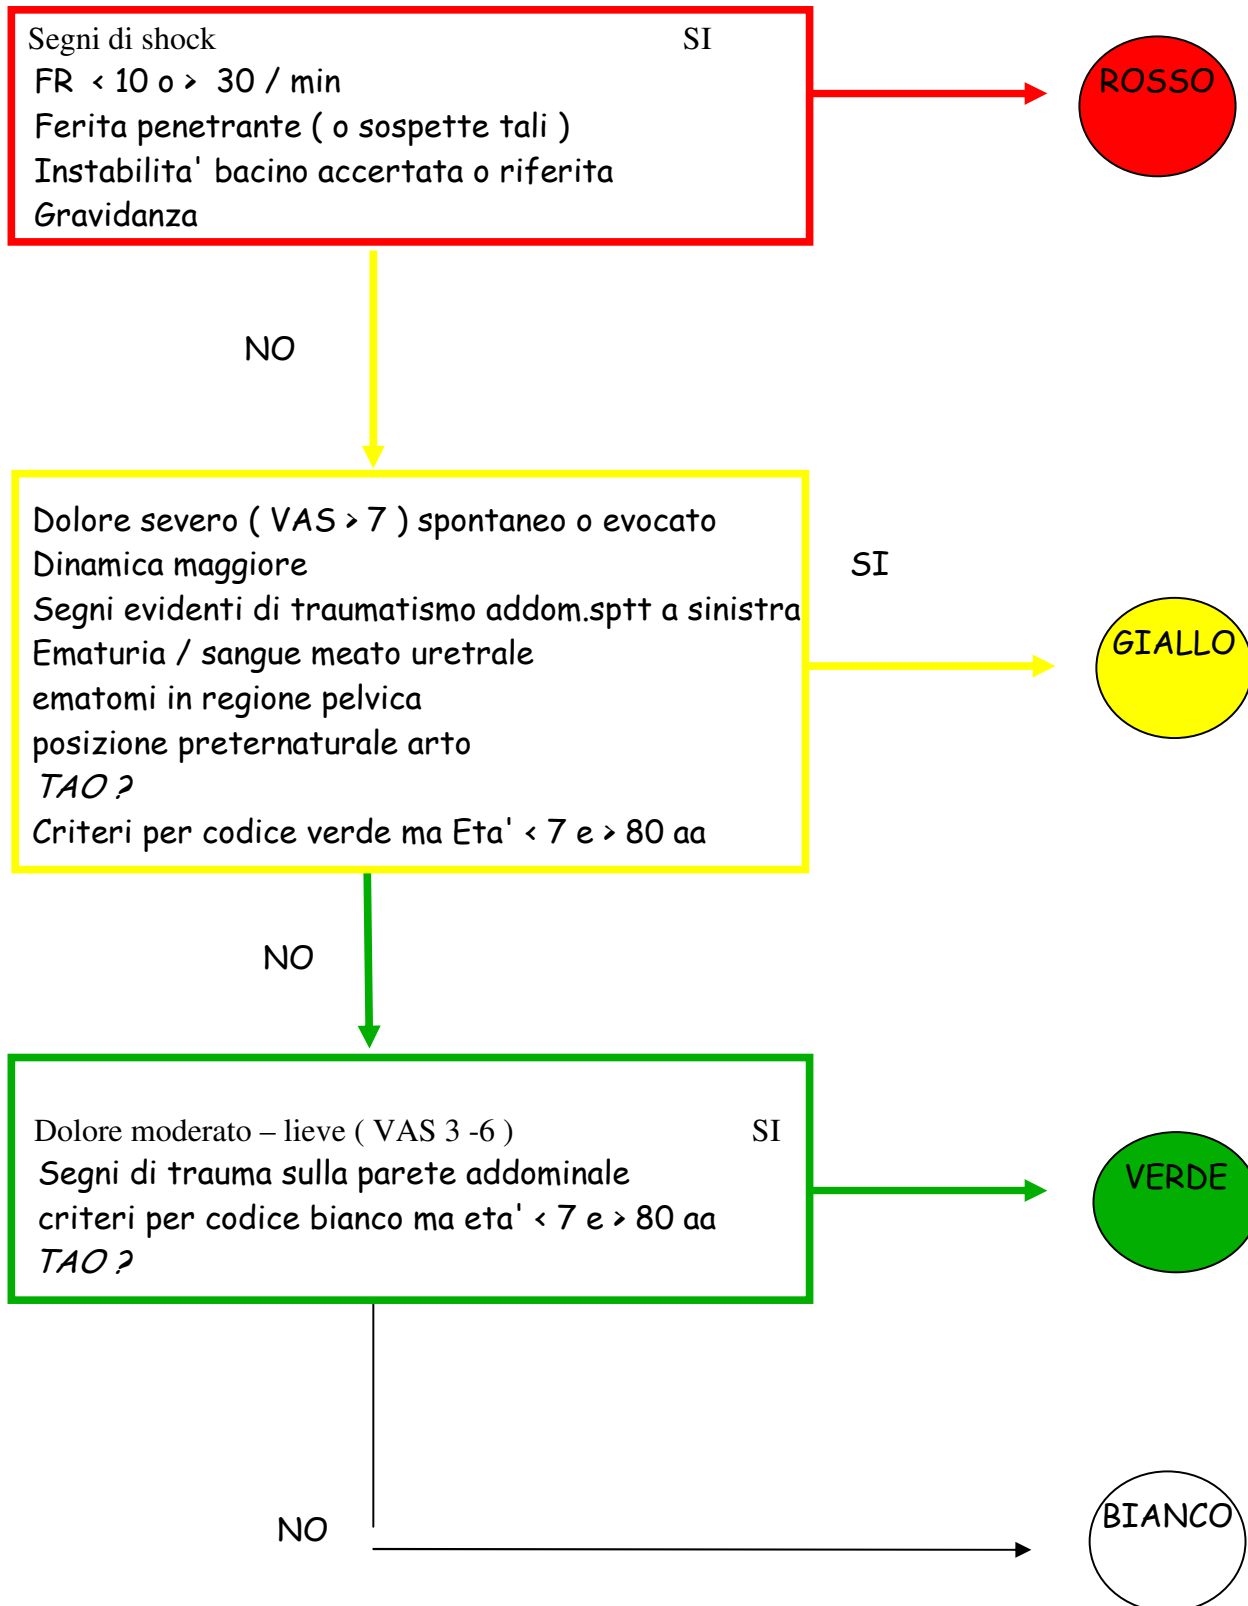 Segni di shock SI
FR < 10 o > 30 / min
Ferita penetrante ( o sospette tali )
Instabilita' bacino accertata o riferita
Gravidanza
ROSSO
NO
Dolore severo ( VAS > 7 ) spontaneo o evocato
Dinamica maggiore
Segni evidenti di traumatismo addom.sptt a sinistra
Ematuria / sangue meato uretrale
ematomi in regione pelvica
posizione preternaturale arto
TAO ?
Criteri per codice verde ma Eta' < 7 e > 80 aa
SI
GIALLO
NO
Dolore moderato – lieve ( VAS 3 -6 ) SI
Segni di trauma sulla parete addominale
criteri per codice bianco ma eta' < 7 e > 80 aa
TAO ?
VERDE
NO
BIANCO